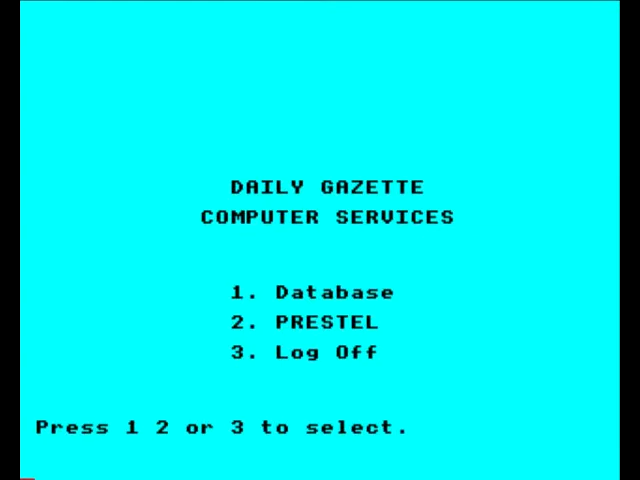 DAILY GAZETTE
COMPUTER SERVICES
1. Database
2. PRESTEL
3. Log Off
Press 1 2 or 3 to select.